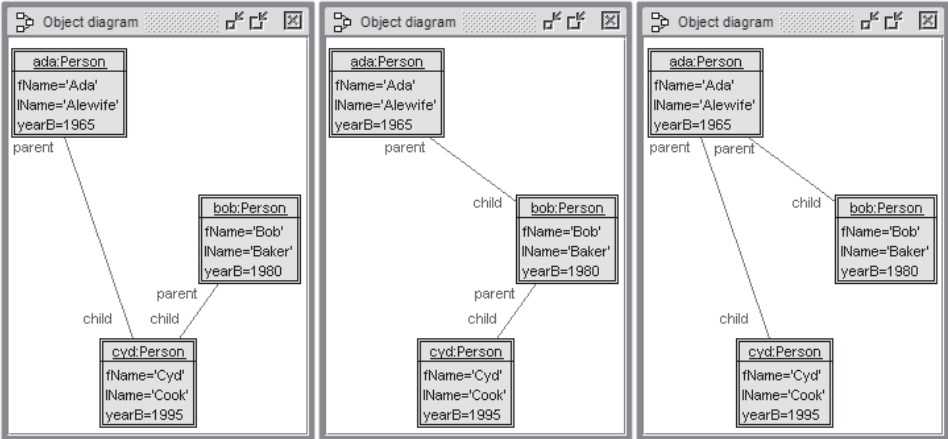 Object diagram
ada:Person
fName='Ada'
lName='Alewife'
yearB=1965
parent
bob:Person
fName='Bob'
lName='Baker'
yearB=1980
parent
child
child
cyd:Person
fName='Cyd'
lName='Cook'
yearB=1995
Object diagram
ada:Person
fName='Ada'
lName='Alewife'
yearB=1965
parent
child
bob:Person
fName='Bob'
lName='Baker'
yearB=1980
parent
child
cyd:Person
fName='Cyd'
lName='Cook'
yearB=1995
Object diagram
ada:Person
fName='Ada'
lName='Alewife'
yearB=1965
parent
parent
child
bob:Person
fName='Bob'
lName='Baker'
yearB=1980
child
cyd:Person
fName='Cyd'
lName='Cook'
yearB=1995